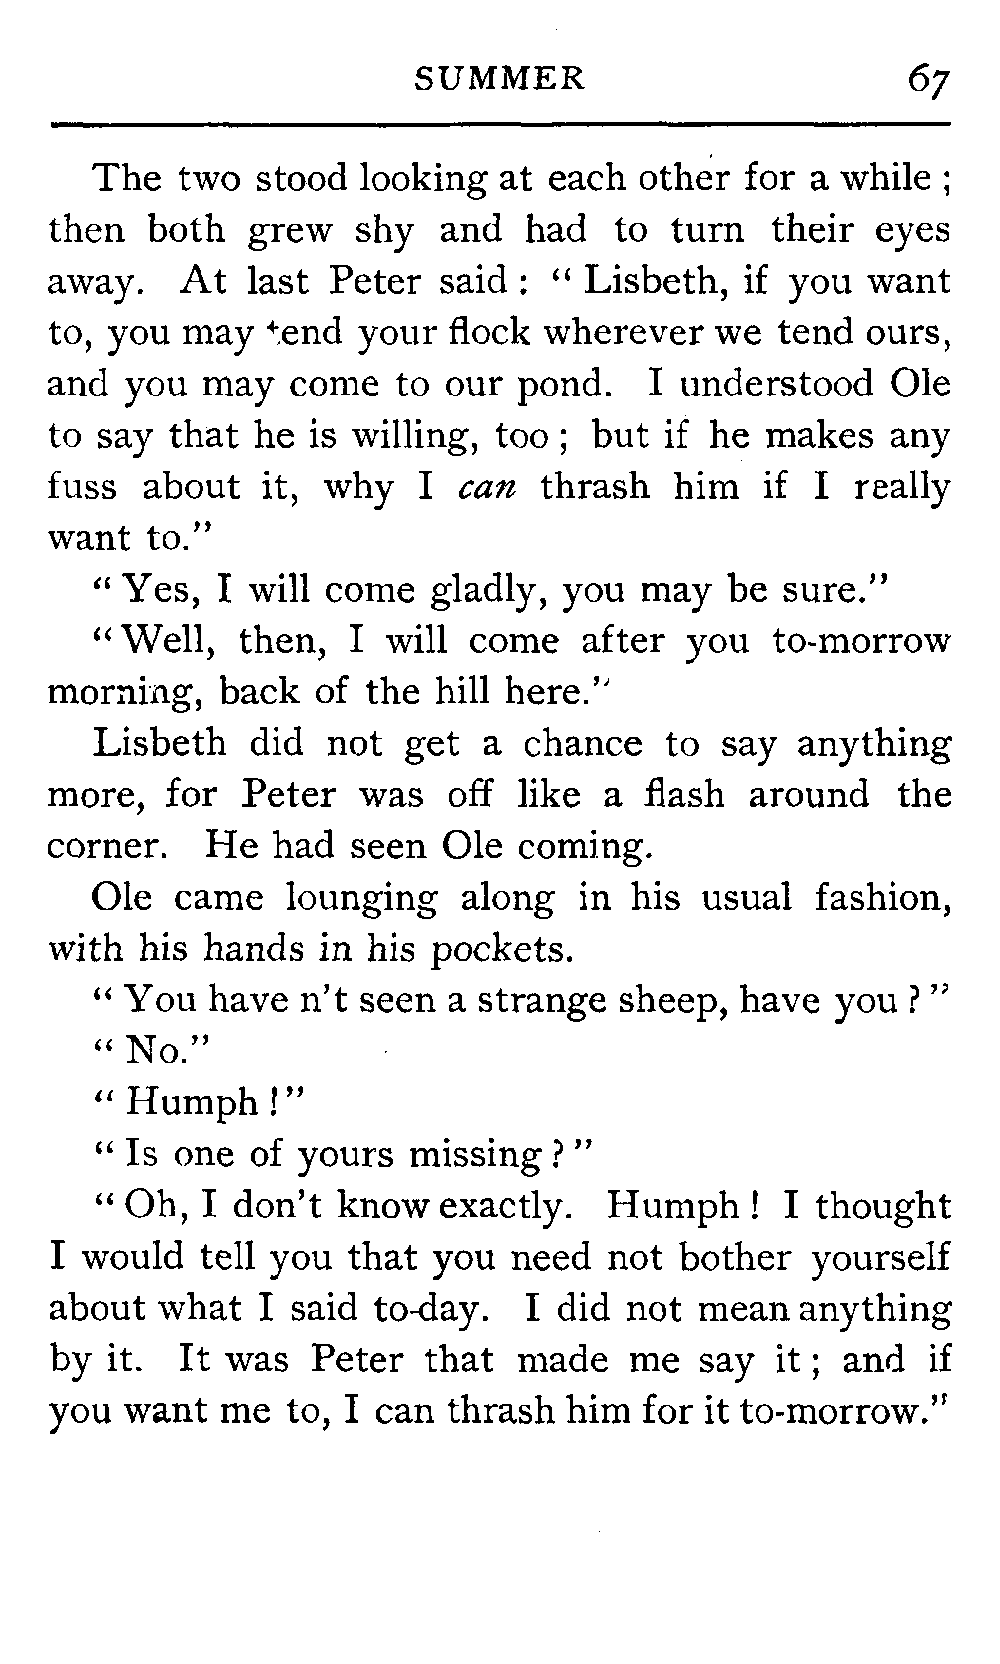 SUMMER 67
The two stood looking at each other for a while ;
then both grew shy and had to turn their eyes
away. At last Peter said : “ Lisbeth, if you want
to, you may tend your flock wherever we tend ours,
and you may come to our pond. I understood Ole
to say that he is willing, too ; but if he makes any
fuss about it, why I can thrash him if I really
want to.”
“ Yes, I will come gladly, you may be sure.”
“ Well, then, I will come after you to-morrow
morning, back of the hill here.”
Lisbeth did not get a chance to say anything
more, for Peter was off like a flash around the
corner. He had seen Ole coming.
Ole came lounging along in his usual fashion,
with his hands in his pockets.
“ You have n’t seen a strange sheep, have you ? ”
“ No.”
“ Humph ! ”
“ Is one of yours missing ? ”
“ Oh, I don’t know exactly. Humph ! I thought
I would tell you that you need not bother yourself
about what I said to-day. I did not mean anything
by it. It was Peter that made me say it ; and if
you want me to, I can thrash him for it to-morrow.”